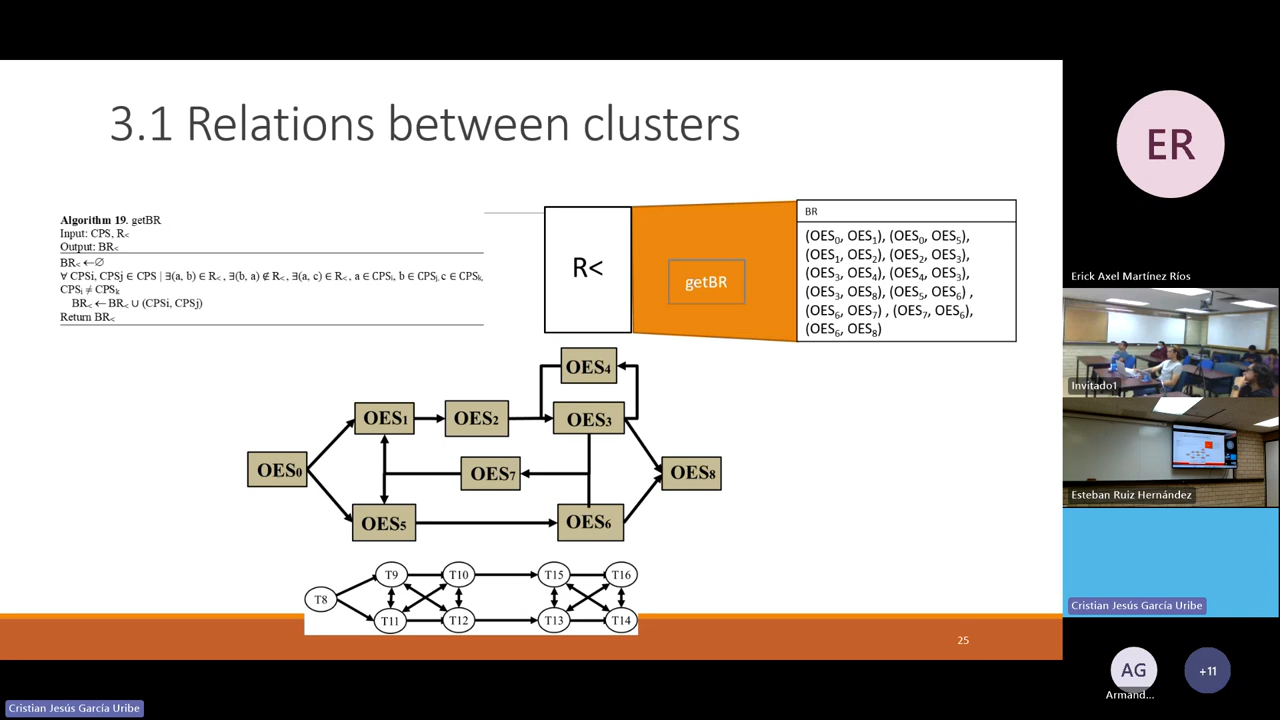 3.1 Relations between clusters
Algorithm 19. getBR
Input: CPS, R<
Output: BR<
BR< ←∅
∀ CPSi, CPSj ∈ CPS | ∃(a, b) ∈ R<, ∃(b, a) ∉ R<, ∃(a, c) ∈ R<, a ∈ CPSi, b ∈ CPSj, c ∈ CPSk,
CPSi ≠ CPSk
BR< ← BR< ∪ (CPSi, CPSj)
Return BR<
R<
getBR
BR
(OES0, OES1), (OES0, OES5),
(OES1, OES2), (OES2, OES3),
(OES3, OES4), (OES4, OES3),
(OES3, OES8), (OES5, OES6) ,
(OES6, OES7) , (OES7, OES6),
(OES6, OES8)
OES4
OES1
OES2
OES3
OES0
OES7
OES8
OES5
OES6
T9
T10
T15
T16
T8
T11
T12
T13
T14
25
ER
Erick Axel Martínez Ríos
Invitado1
Esteban Ruiz Hernández
Cristian Jesús García Uribe
AG
Armand...
+11
Cristian Jesús García Uribe